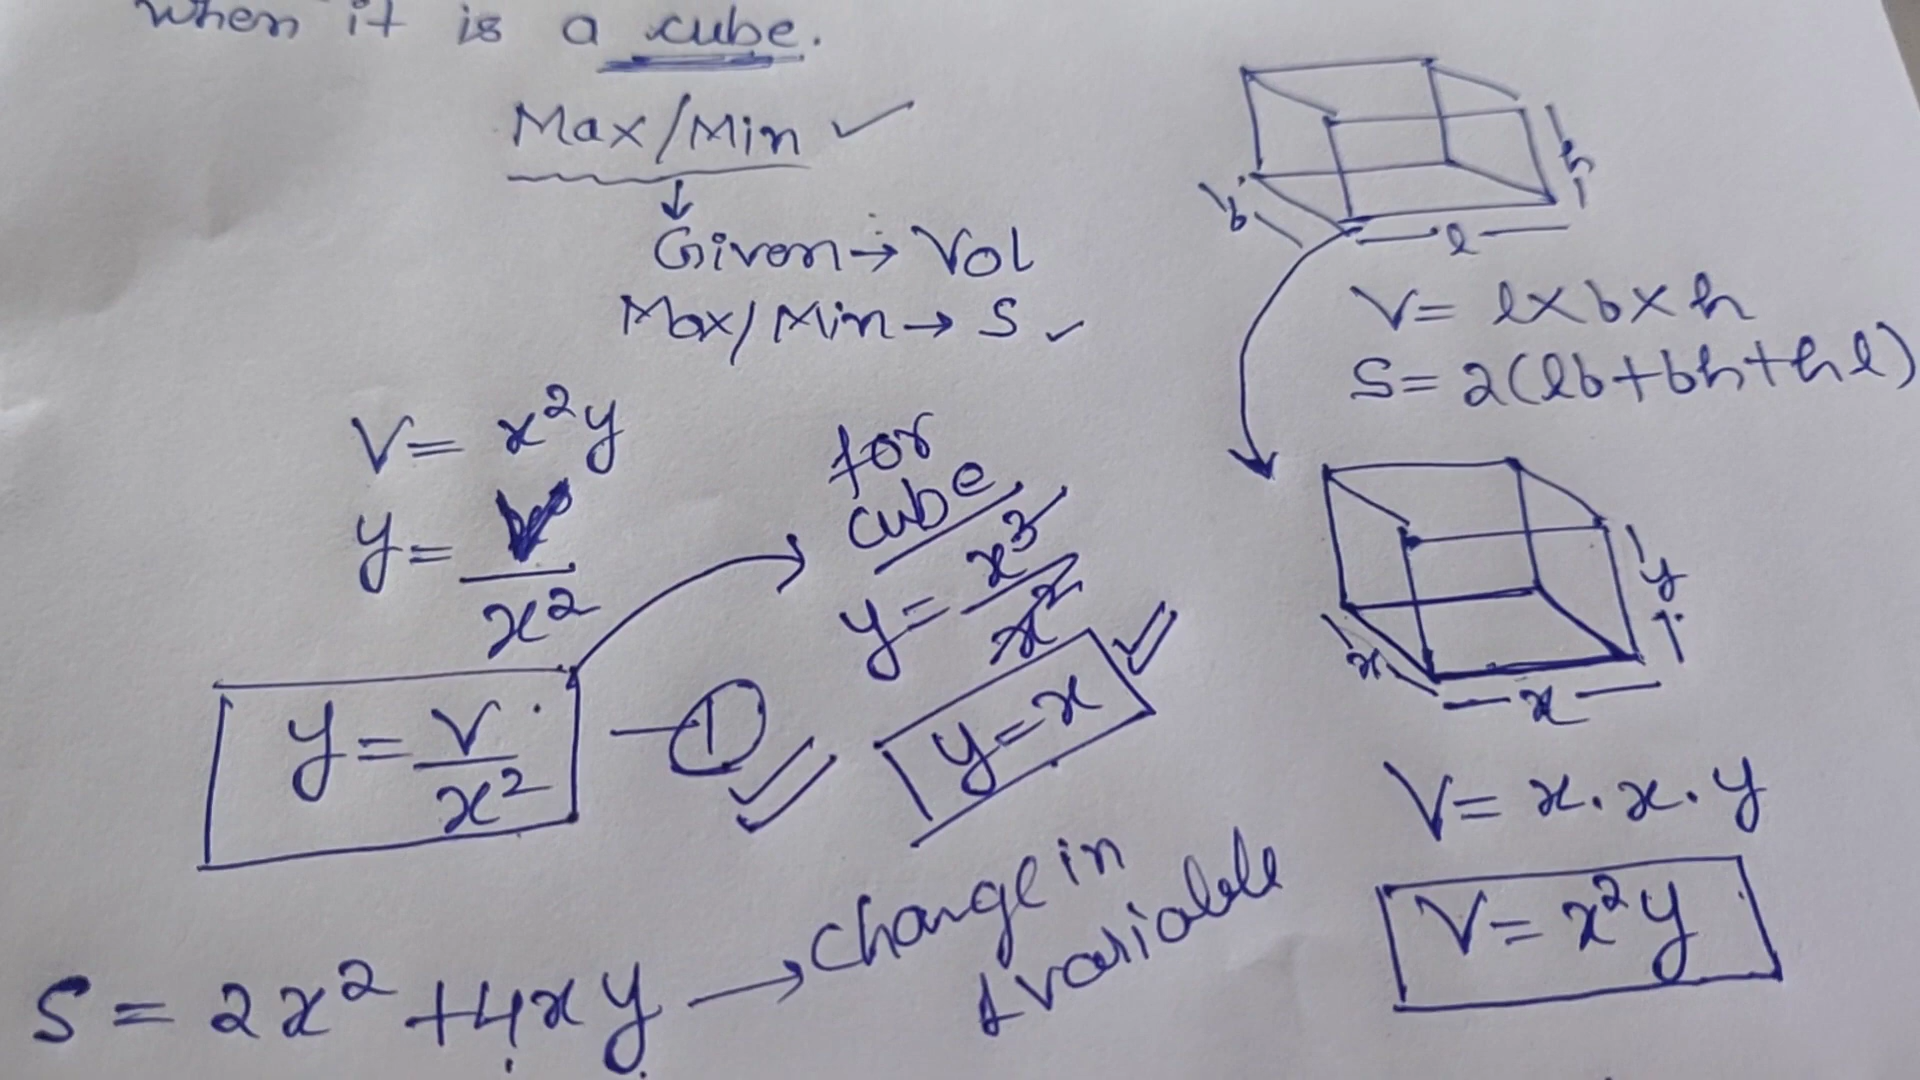 when it is a cube.
Max/Min ✓
↓
Given → Vol
Max/Min → S ✓
h
b
l
V = l×b×h
S = 2(lb+bh+hl)
V = x²y
y = V/x²
y = V/x² — ①
for
cube
y = x³/x²
y = x
y
x
x
V = x.x.y
V = x²y
S = 2x² + 4xy → change in
1 variable